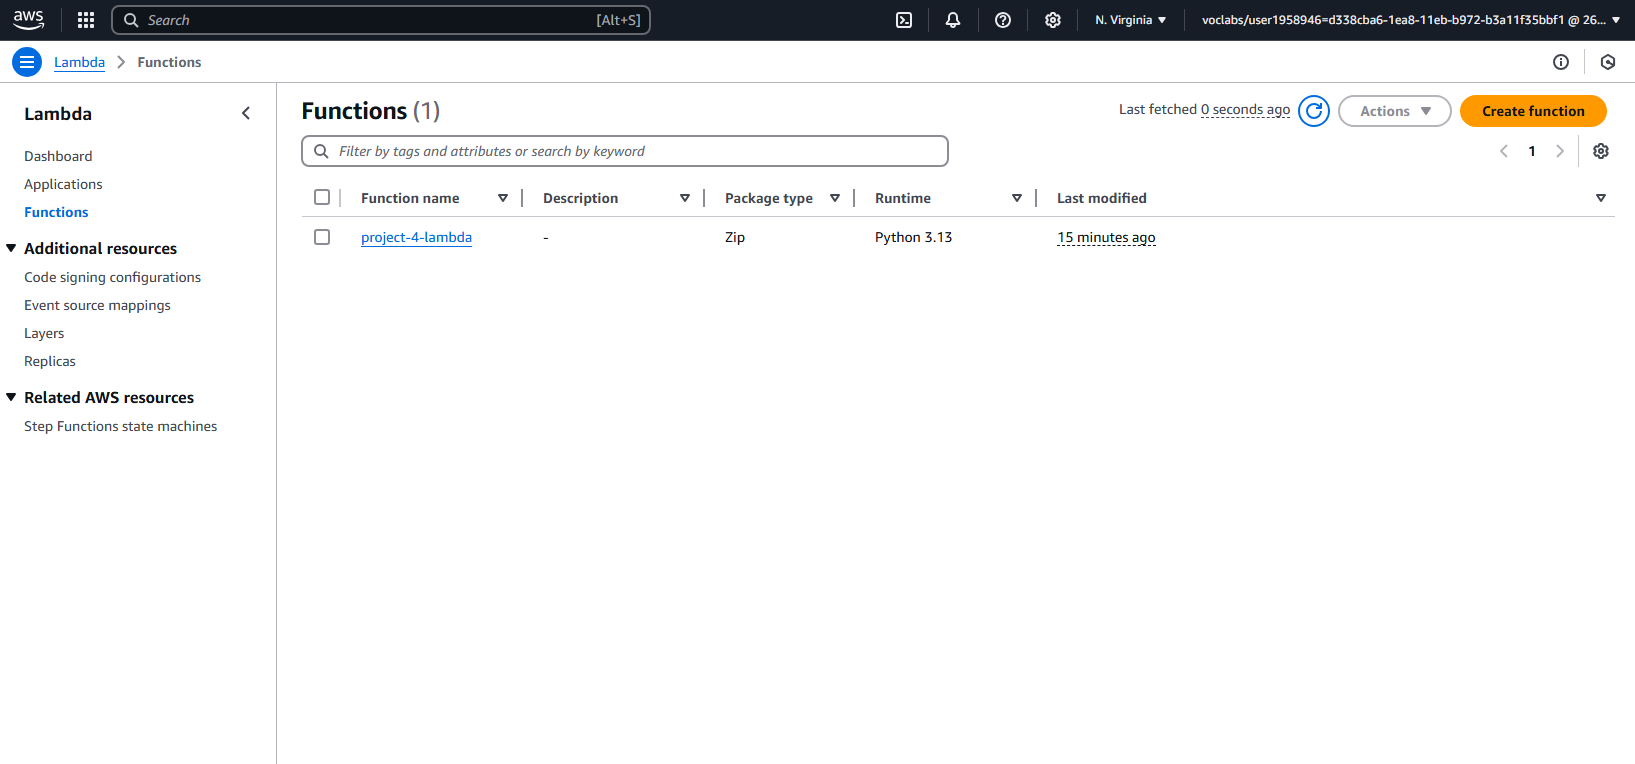 aws
Search [Alt+S]
N. Virginia
voclabs/user1958946=d338cba6-1ea8-11eb-b972-b3a11f35bbf1 @ 26...
Lambda
Functions
Lambda
Dashboard
Applications
Functions
Additional resources
Code signing configurations
Event source mappings
Layers
Replicas
Related AWS resources
Step Functions state machines
Functions (1)
Last fetched 0 seconds ago
Actions
Create function
Filter by tags and attributes or search by keyword
1
Function name Description Package type Runtime Last modified
project-4-lambda - Zip Python 3.13 15 minutes ago